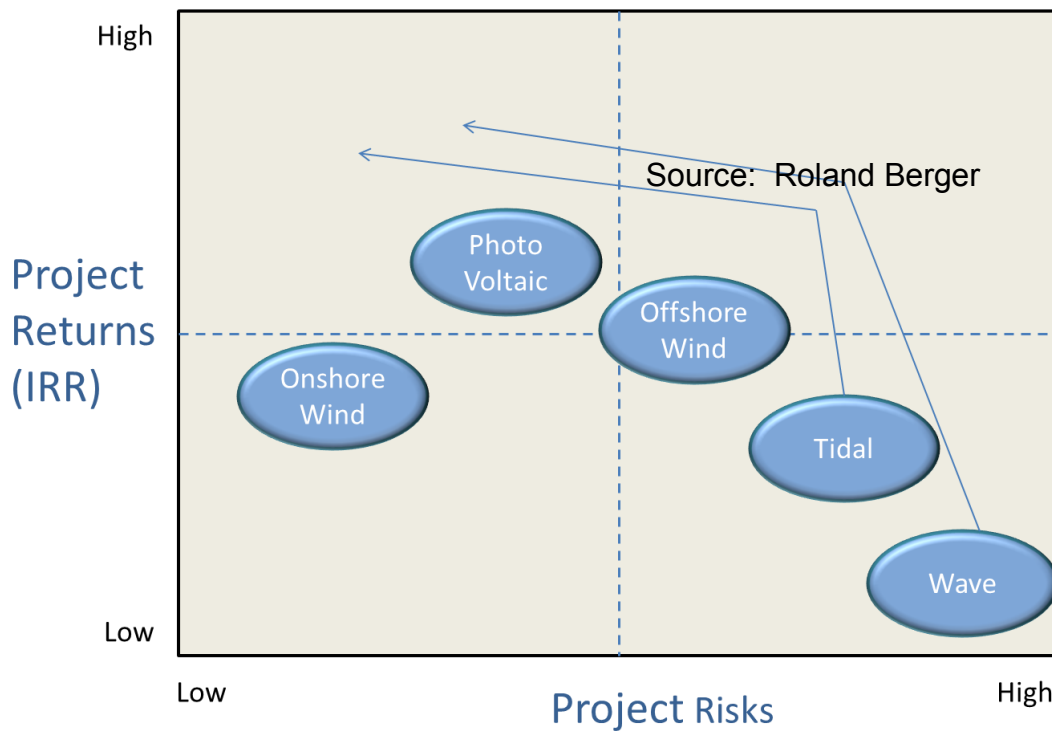 High
Source: Roland Berger
Photo
Voltaic
Project
Returns
(IRR)
Offshore
Wind
Onshore
Wind
Tidal
Wave
Low
Low
High
Project Risks